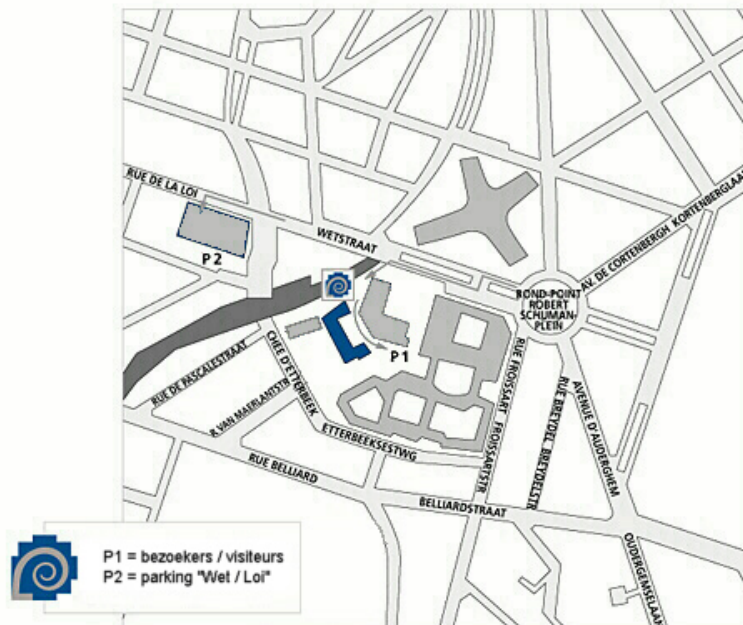 RUE DE LA LOI
P2
WETSTRAAT
AV. DE CORTENBERGH KORTENBERGLAAN
ROND-POINT
ROBERT
SCHUMAN-
PLEIN
P1
CHEE D'ETTERBEEK
RUE DE PASCALESTRAAT
R. VAN MAERLANTSTR
ETTERBEEKSESTWG
RUE FROISSART FROISSARTSTR
RUE BREYDEL BREYDELSTR
AVENUE D'AUDERGHEM
RUE BELLIARD
BELLIARDSTRAAT
OUDERGEMSELAAN
P1 = bezoekers / visiteurs
P2 = parking "Wet / Loi"